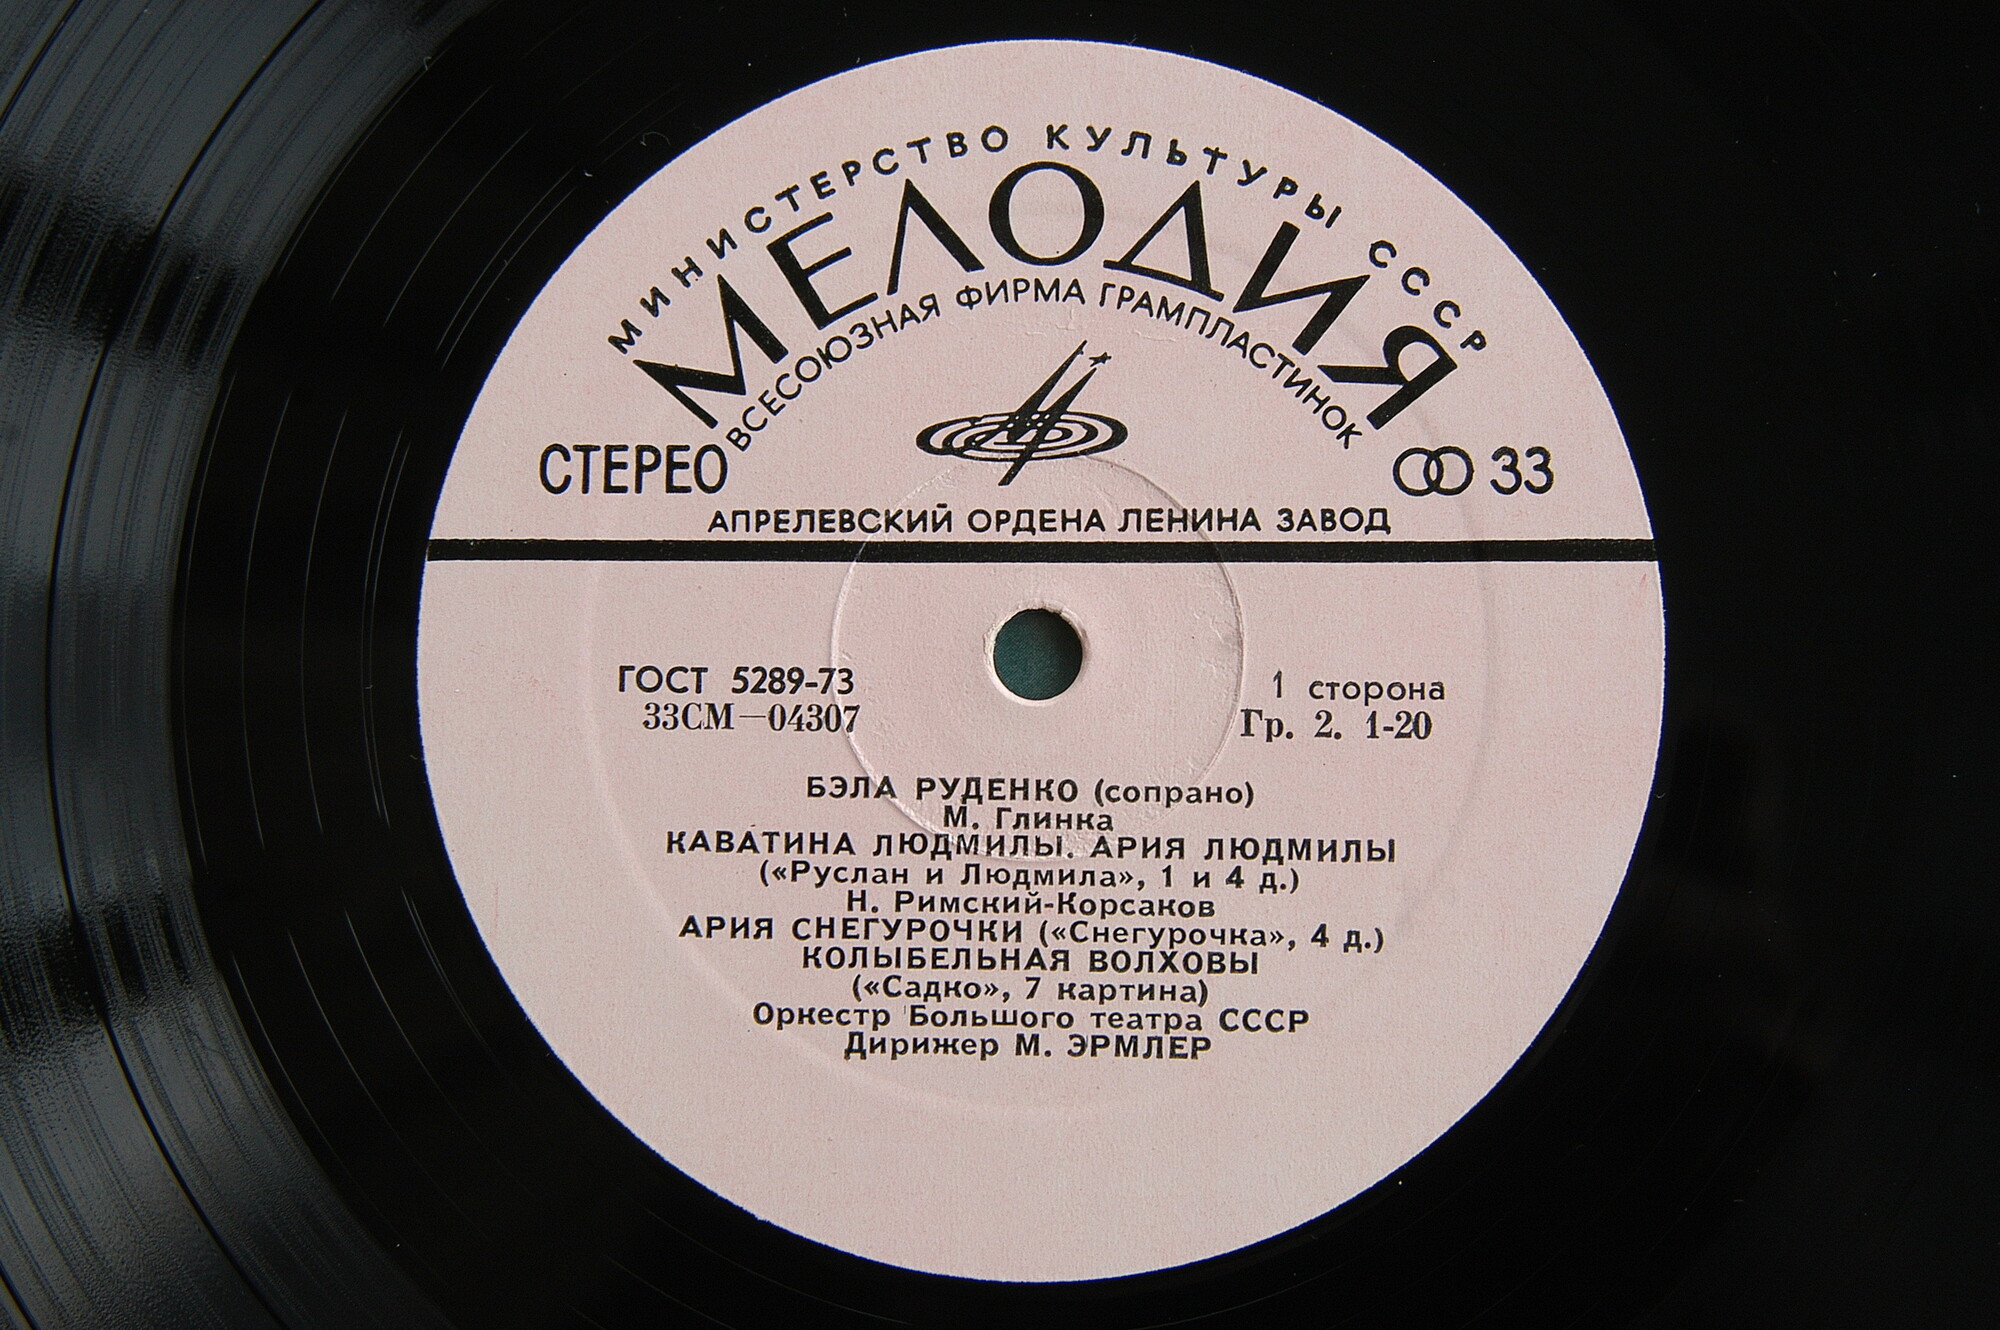 МИНИСТЕРСТВО КУЛЬТУРЫ СССР
МЕЛОДИЯ
ВСЕСОЮЗНАЯ ФИРМА ГРАМПЛАСТИНОК
СТЕРЕО
33
АПРЕЛЕВСКИЙ ОРДЕНА ЛЕНИНА ЗАВОД
ГОСТ 5289-73
33СМ—04307
1 сторона
Гр. 2. 1-20
БЭЛА РУДЕНКО (сопрано)
М. Глинка
КАВАТИНА ЛЮДМИЛЫ. АРИЯ ЛЮДМИЛЫ
(«Руслан и Людмила», 1 и 4 д.)
Н. Римский-Корсаков
АРИЯ СНЕГУРОЧКИ («Снегурочка», 4 д.)
КОЛЫБЕЛЬНАЯ ВОЛХОВЫ
(«Садко», 7 картина)
Оркестр Большого театра СССР
Дирижер М. ЭРМЛЕР